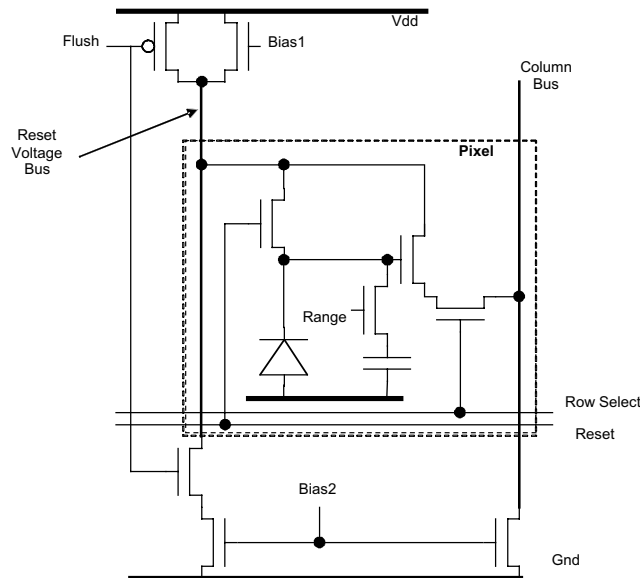 Vdd
Flush
Bias1
Column
Bus
Reset
Voltage
Bus
Pixel
Range
Row Select
Reset
Bias2
Gnd